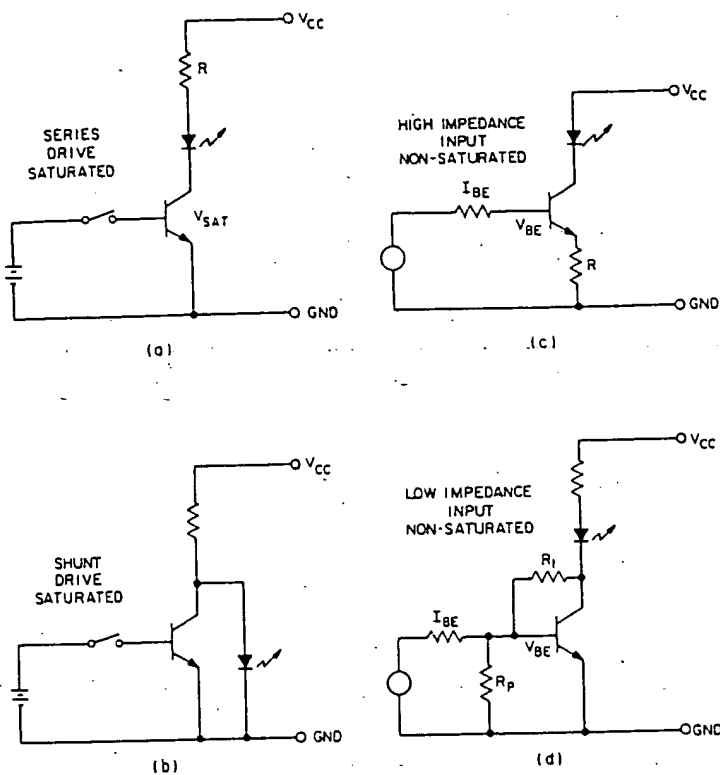 V_CC
R
SERIES
DRIVE
SATURATED
V_SAT
GND
(a)
V_CC
HIGH IMPEDANCE
INPUT
NON-SATURATED
I_BE
V_BE
R
GND
(c)
V_CC
SHUNT
DRIVE
SATURATED
GND
(b)
V_CC
LOW IMPEDANCE
INPUT
NON-SATURATED
R_1
I_BE
V_BE
R_P
GND
(d)